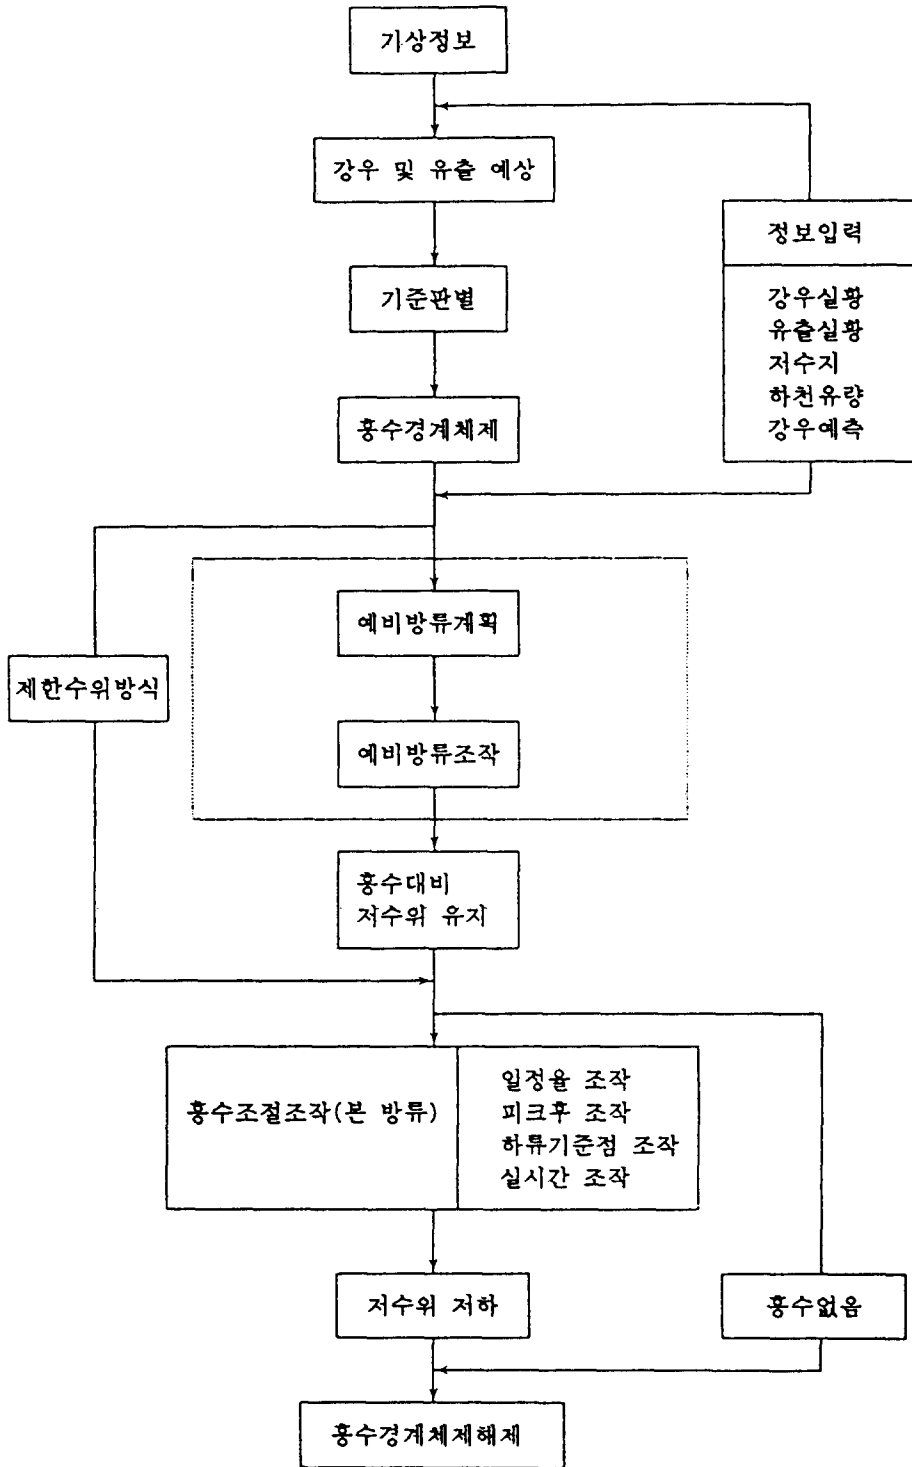 기상정보
강우 및 유출 예상
정보입력
기준판별
강우실황
유출실황
저수지
하천유량
강우예측
홍수경계체제
예비방류계획
제한수위방식
예비방류조작
홍수대비
저수위 유지
홍수조절조작(본 방류)
일정율 조작
피크후 조작
하류기준점 조작
실시간 조작
저수위 저하
홍수없음
홍수경계체제해제